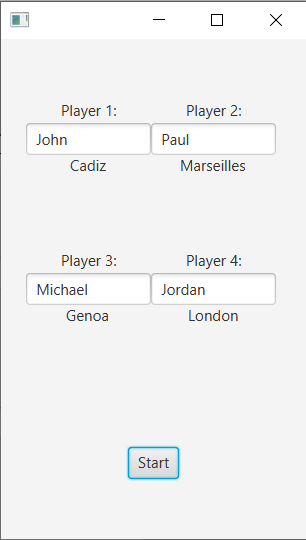 Player 1: Player 2:
John Paul
Cadiz Marseilles
Player 3: Player 4:
Michael Jordan
Genoa London
Start